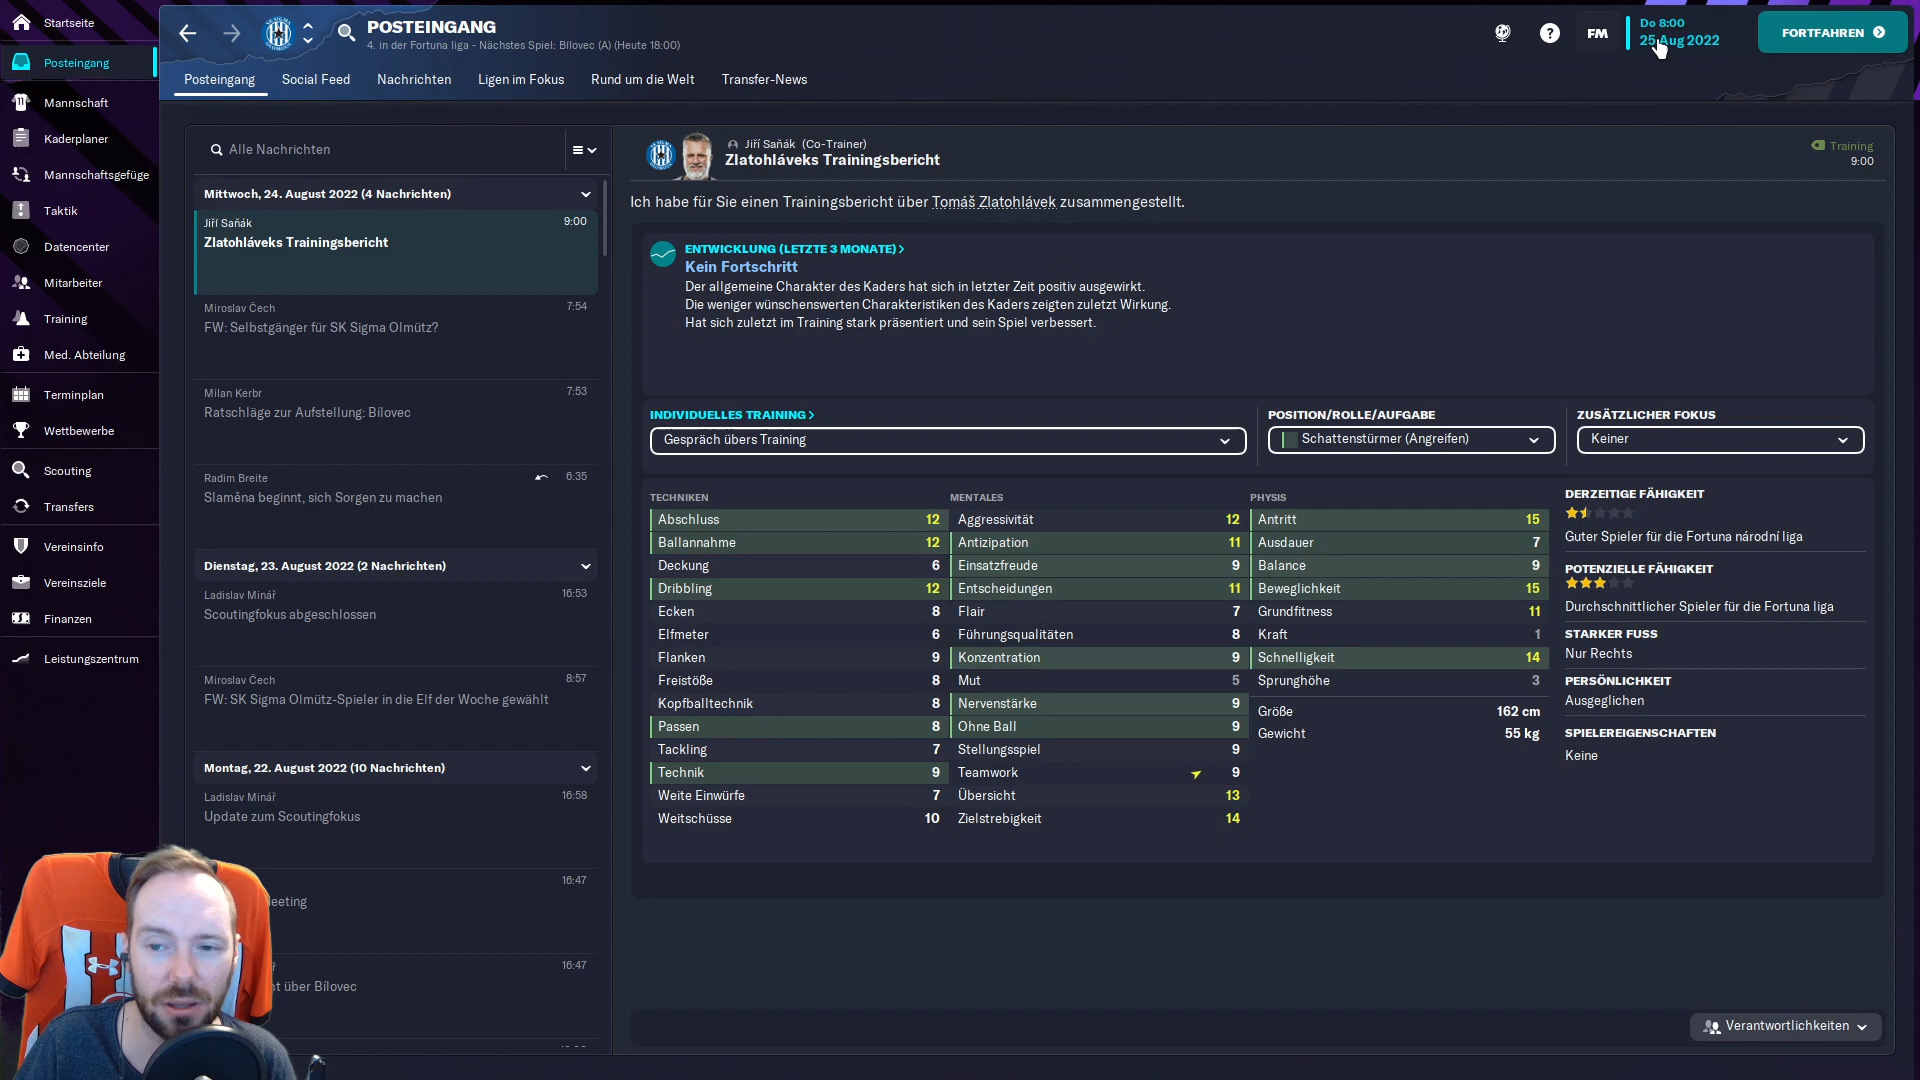 Startseite
Posteingang
Mannschaft
Kaderplaner
Mannschaftsgefüge
Taktik
Datencenter
Mitarbeiter
Training
Med. Abteilung
Terminplan
Wettbewerbe
Scouting
Transfers
Vereinsinfo
Vereinsziele
Finanzen
Leistungszentrum
POSTEINGANG
4. in der Fortuna liga - Nächstes Spiel: Bílovec (A) (Heute 18:00)
FM
Do 8:00
25 Aug 2022
FORTFAHREN
Posteingang Social Feed Nachrichten Ligen im Fokus Rund um die Welt Transfer-News
Alle Nachrichten
Mittwoch, 24. August 2022 (4 Nachrichten)
Jiří Saňák 9:00
Zlatohláveks Trainingsbericht
Miroslav Čech 7:54
FW: Selbstgänger für SK Sigma Olmütz?
Milan Kerbr 7:53
Ratschläge zur Aufstellung: Bílovec
Radim Breite 6:35
Slaměna beginnt, sich Sorgen zu machen
Dienstag, 23. August 2022 (2 Nachrichten)
Ladislav Minář 16:53
Scoutingfokus abgeschlossen
Miroslav Čech 8:57
FW: SK Sigma Olmütz-Spieler in die Elf der Woche gewählt
Montag, 22. August 2022 (10 Nachrichten)
Ladislav Minář 16:58
Update zum Scoutingfokus
16:47
16:47
über Bílovec
Jiří Saňák (Co-Trainer)
Zlatohláveks Trainingsbericht
Training
9:00
Ich habe für Sie einen Trainingsbericht über Tomáš Zlatohlávek zusammengestellt.
ENTWICKLUNG (LETZTE 3 MONATE)
Kein Fortschritt
Der allgemeine Charakter des Kaders hat sich in letzter Zeit positiv ausgewirkt.
Die weniger wünschenswerten Charakteristiken des Kaders zeigten zuletzt Wirkung.
Hat sich zuletzt im Training stark präsentiert und sein Spiel verbessert.
INDIVIDUELLES TRAINING
Gespräch übers Training
POSITION/ROLLE/AUFGABE
Schattenstürmer (Angreifen)
ZUSÄTZLICHER FOKUS
Keiner
TECHNIKEN
Abschluss 12
Ballannahme 12
Deckung 6
Dribbling 12
Ecken 8
Elfmeter 6
Flanken 9
Freistöße 8
Kopfballtechnik 8
Passen 8
Tackling 7
Technik 9
Weite Einwürfe 7
Weitschüsse 10
MENTALES
Aggressivität 12
Antizipation 11
Einsatzfreude 9
Entscheidungen 11
Flair 7
Führungsqualitäten 8
Konzentration 9
Mut 5
Nervenstärke 9
Ohne Ball 9
Stellungsspiel 9
Teamwork 9
Übersicht 13
Zielstrebigkeit 14
PHYSIS
Antritt 15
Ausdauer 7
Balance 9
Beweglichkeit 15
Grundfitness 11
Kraft 1
Schnelligkeit 14
Sprunghöhe 3
Größe 162 cm
Gewicht 55 kg
DERZEITIGE FÄHIGKEIT
Guter Spieler für die Fortuna národní liga
POTENZIELLE FÄHIGKEIT
Durchschnittlicher Spieler für die Fortuna liga
STARKER FUSS
Nur Rechts
PERSÖNLICHKEIT
Ausgeglichen
SPIELEREIGENSCHAFTEN
Keine
Verantwortlichkeiten